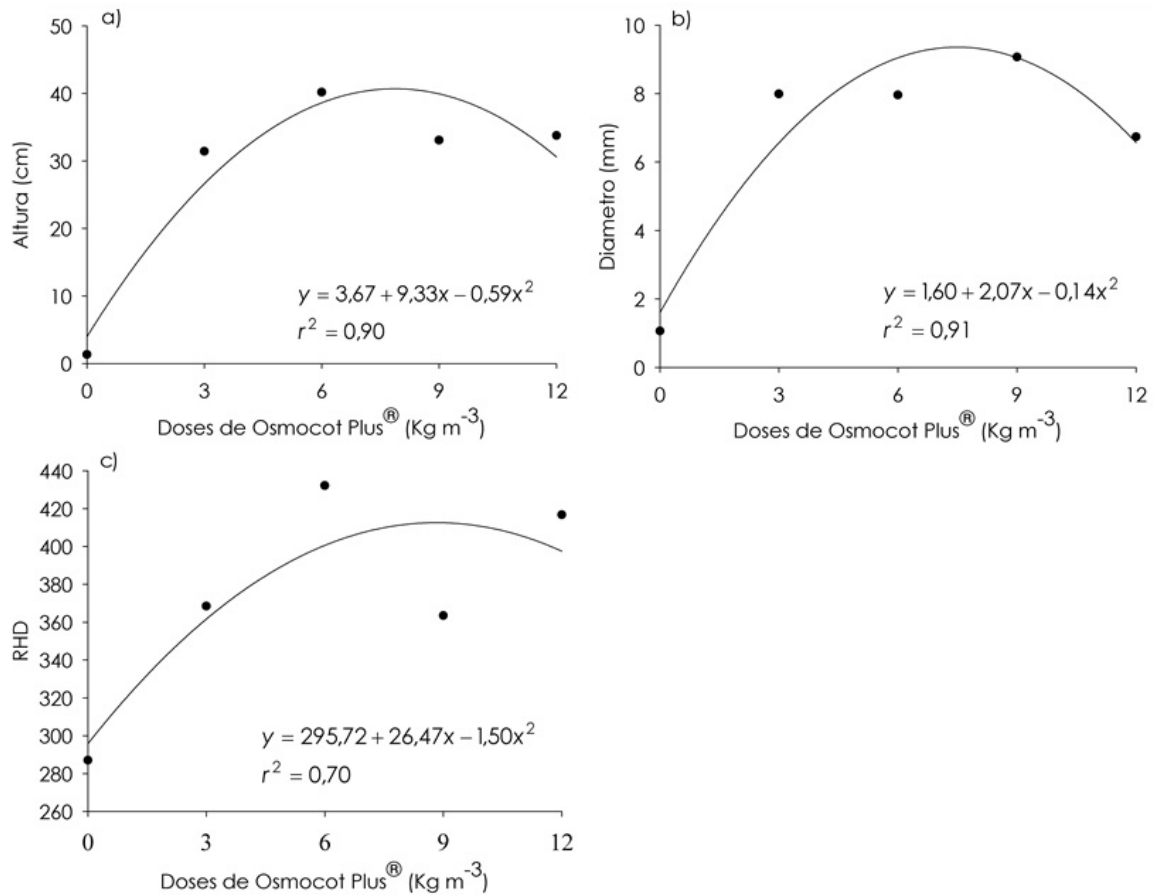 a)
50
40
30
20
10
0
Altura (cm)
y = 3,67 + 9,33x – 0,59x²
r² = 0,90
0 3 6 9 12
Doses de Osmocot Plus® (Kg m⁻³)
b)
10
8
6
4
2
0
Diametro (mm)
y = 1,60 + 2,07x – 0,14x²
r² = 0,91
0 3 6 9 12
Doses de Osmocot Plus® (Kg m⁻³)
c)
440
420
400
380
360
340
320
300
280
260
RHD
y = 295,72 + 26,47x – 1,50x²
r² = 0,70
0 3 6 9 12
Doses de Osmocot Plus® (Kg m⁻³)